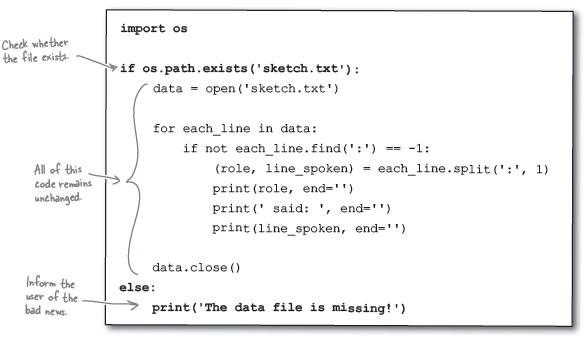 import os
Check whether
the file exists.
if os.path.exists('sketch.txt'):
data = open('sketch.txt')
for each_line in data:
if not each_line.find(':') == -1:
(role, line_spoken) = each_line.split(':', 1)
print(role, end='')
print(' said: ', end='')
print(line_spoken, end='')
All of this
code remains
unchanged.
data.close()
else:
print('The data file is missing!')
Inform the
user of the
bad news.